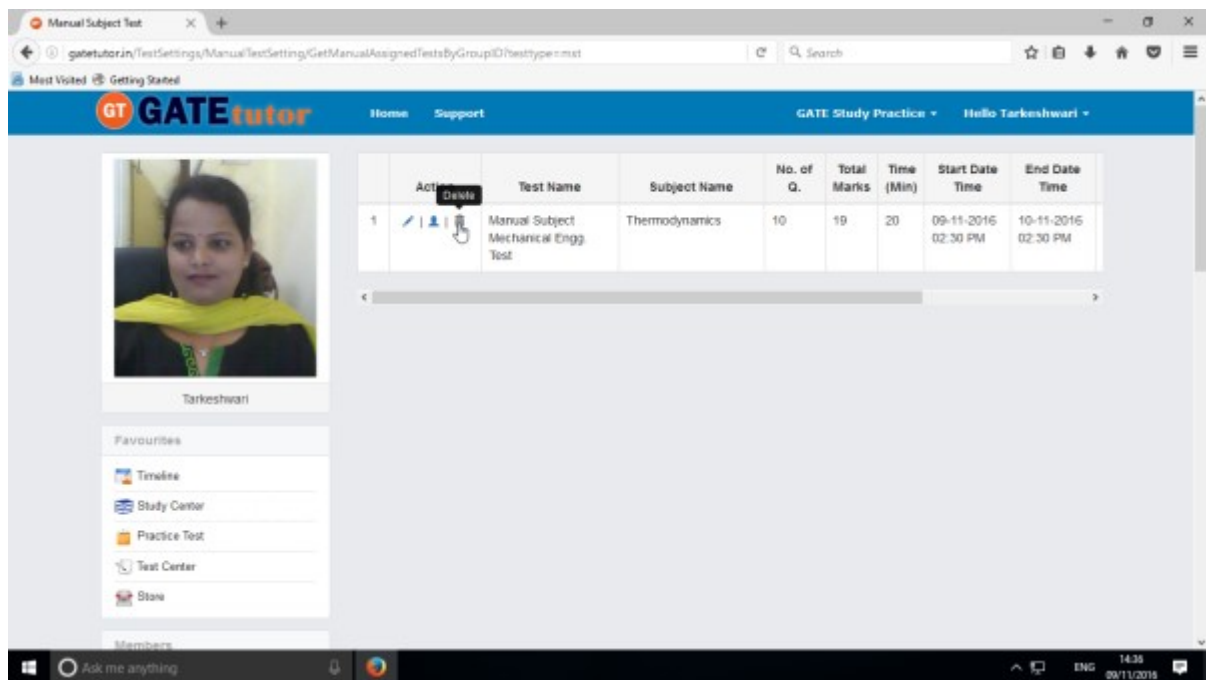 Manual Subject Test
gatetutor.in/TestSettings/ManualTestSetting/GetManualAssignedTestsByGroupID?testtype=mst
Search
Most Visited Getting Started
GT GATEtutor Home Support GATE Study Practice Hello Tarkeshwari
Action Test Name Subject Name No. of Q. Total Marks Time (Min) Start Date Time End Date Time
Delete
1 Manual Subject Mechanical Engg. Test Thermodynamics 10 19 20 09-11-2016 02:30 PM 10-11-2016 02:30 PM
Tarkeshwari
Favourites
Timeline
Study Center
Practice Test
Test Center
Store
Members
Ask me anything
ENG
14:36
09/11/2016